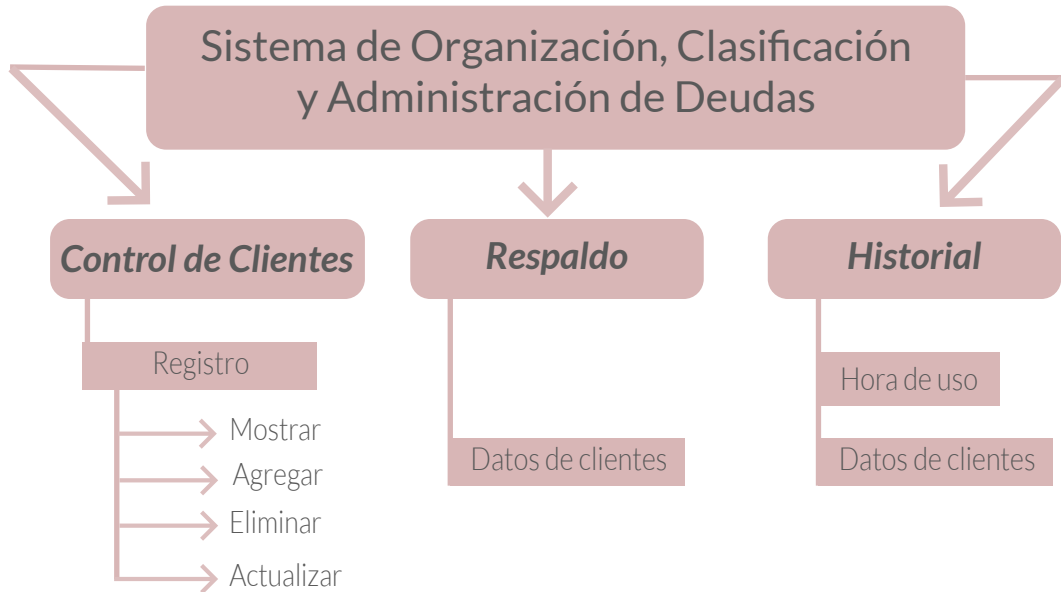 Sistema de Organización, Clasificación
y Administración de Deudas
Control de Clientes
Registro
Mostrar
Agregar
Eliminar
Actualizar
Respaldo
Datos de clientes
Historial
Hora de uso
Datos de clientes